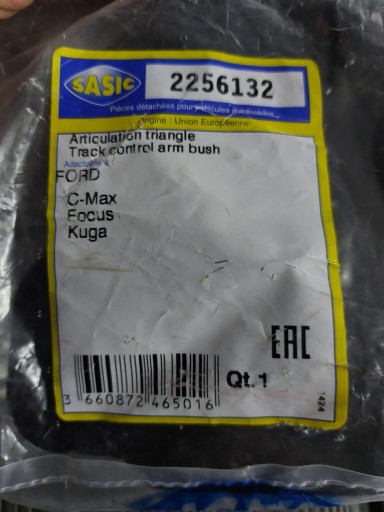 SASIC
2256132
Pièces détachées pour véhicules automobiles
Origine : Union Européenne
Articulation triangle
Track control arm bush
Adaptable à :
FORD
C-Max
Focus
Kuga
EAC
Qt. 1
3 660872 465016
1424